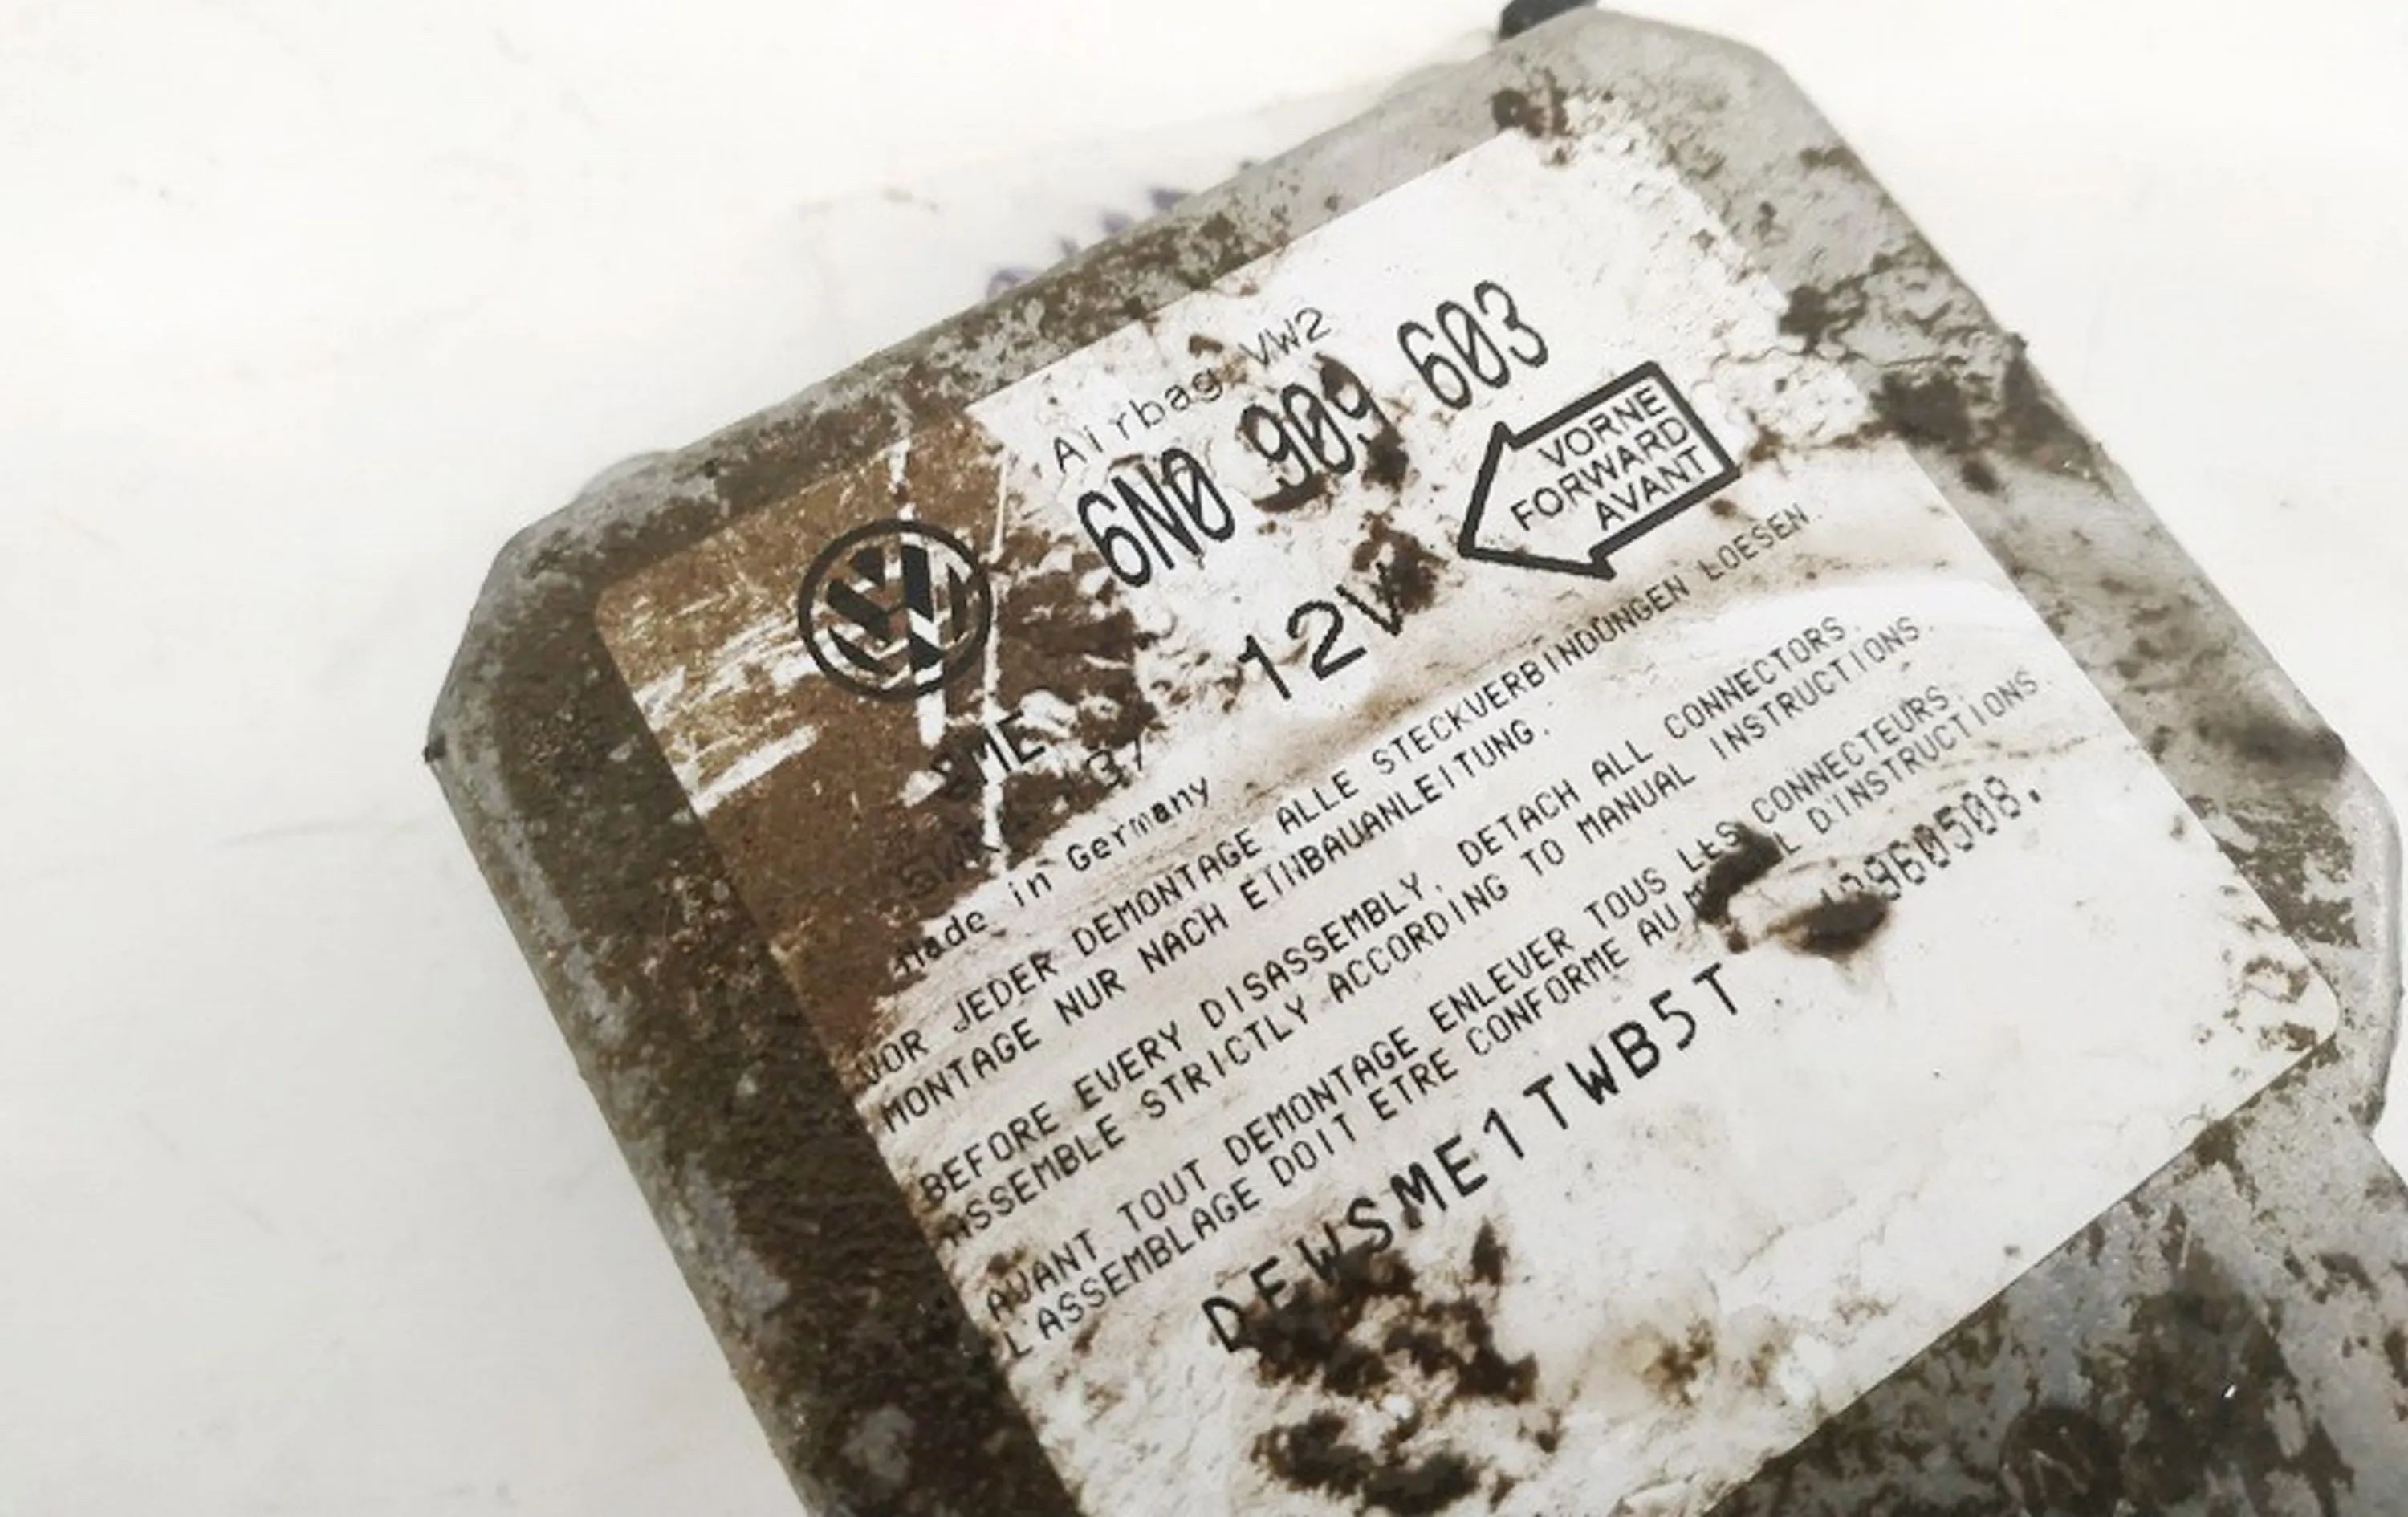 Airbag VW2
6N0 909 603
12V
VORNE
FORWARD
AVANT
Made in Germany
VOR JEDER DEMONTAGE ALLE STECKVERBINDUNGEN LOESEN.
MONTAGE NUR NACH EINBAUANLEITUNG.
BEFORE EVERY DISASSEMBLY, DETACH ALL CONNECTORS.
ASSEMBLE STRICTLY ACCORDING TO MANUAL INSTRUCTIONS.
AVANT TOUT DEMONTAGE ENLEVER TOUS LES CONNECTEURS.
L'ASSEMBLAGE DOIT ETRE CONFORME AU D'INSTRUCTIONS.
DEWSME1TWB5T